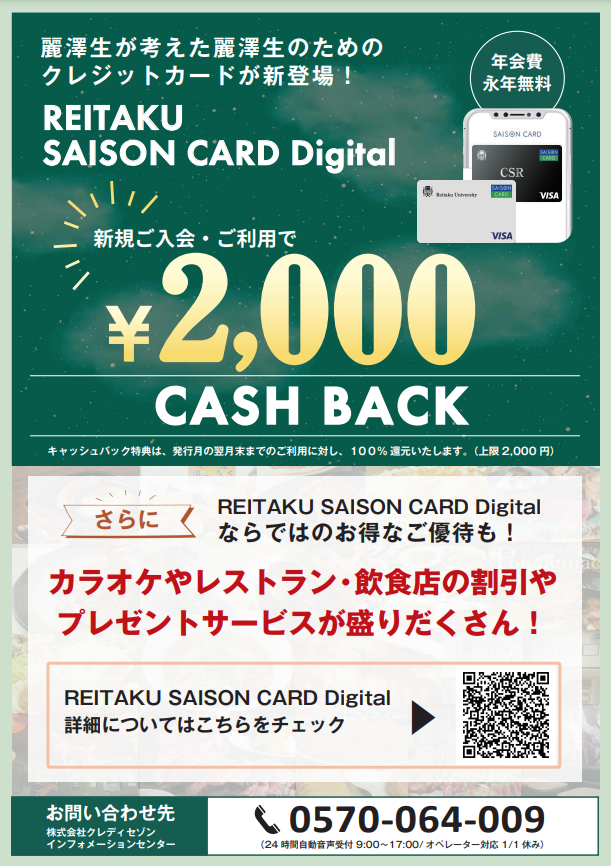 麗澤生が考えた麗澤生のための
クレジットカードが新登場！
年会費
永年無料
REITAKU
SAISON CARD Digital
SAISON CARD
SAISON
CARD
CSR
VISA
Reitaku University
SAISON
CARD
VISA
新規ご入会・ご利用で
¥2,000
CASH BACK
キャッシュバック特典は、発行月の翌月末までのご利用に対し、100%還元いたします。（上限2,000円）
さらに
REITAKU SAISON CARD Digital
ならではのお得なご優待も！
カラオケやレストラン・飲食店の割引や
プレゼントサービスが盛りだくさん！
REITAKU SAISON CARD Digital
詳細についてはこちらをチェック
お問い合わせ先
株式会社クレディセゾン
インフォメーションセンター
0570-064-009
（24時間自動音声受付 9:00～17:00/ オペレーター対応 1/1 休み）